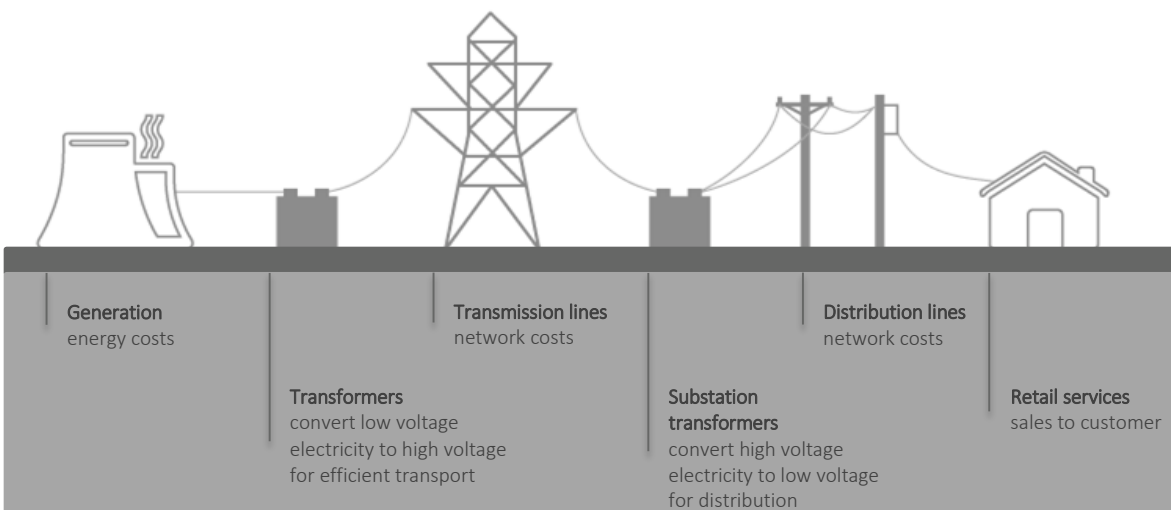 Generation
energy costs
Transformers
convert low voltage
electricity to high voltage
for efficient transport
Transmission lines
network costs
Substation
transformers
convert high voltage
electricity to low voltage
for distribution
Distribution lines
network costs
Retail services
sales to customer